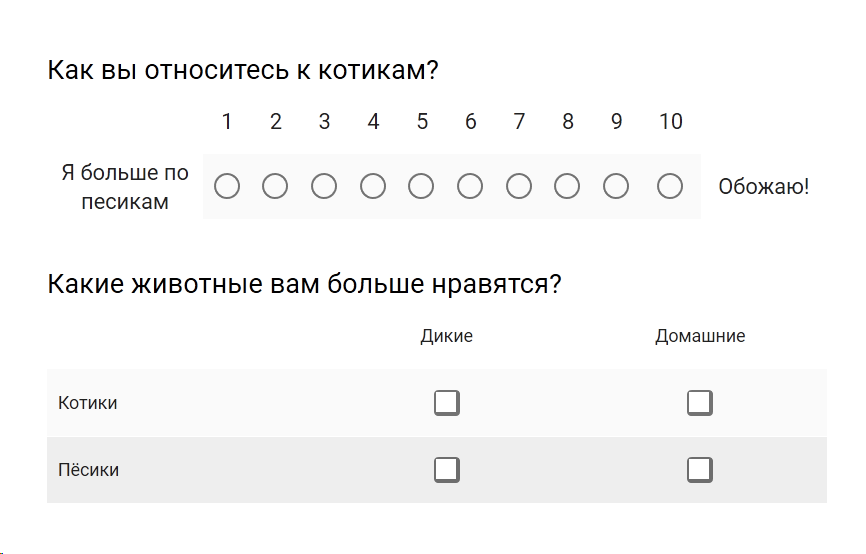 Как вы относитесь к котикам?
1 2 3 4 5 6 7 8 9 10
Я больше по
песикам
Обожаю!
Какие животные вам больше нравятся?
Дикие Домашние
Котики
Пёсики